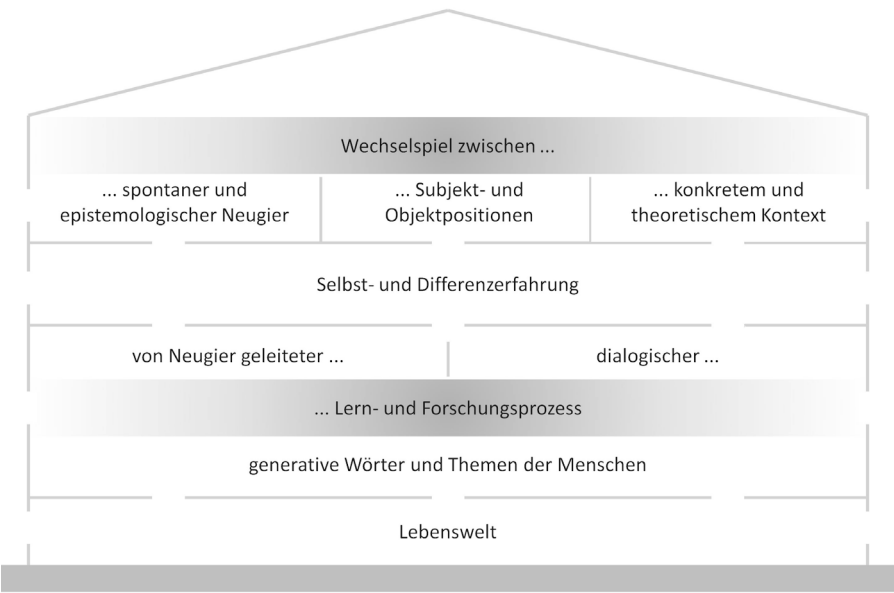 Wechselspiel zwischen ...
... spontaner und
epistemologischer Neugier
... Subjekt- und
Objektpositionen
... konkretem und
theoretischem Kontext
Selbst- und Differenzerfahrung
von Neugier geleiteter ...
dialogischer ...
... Lern- und Forschungsprozess
generative Wörter und Themen der Menschen
Lebenswelt